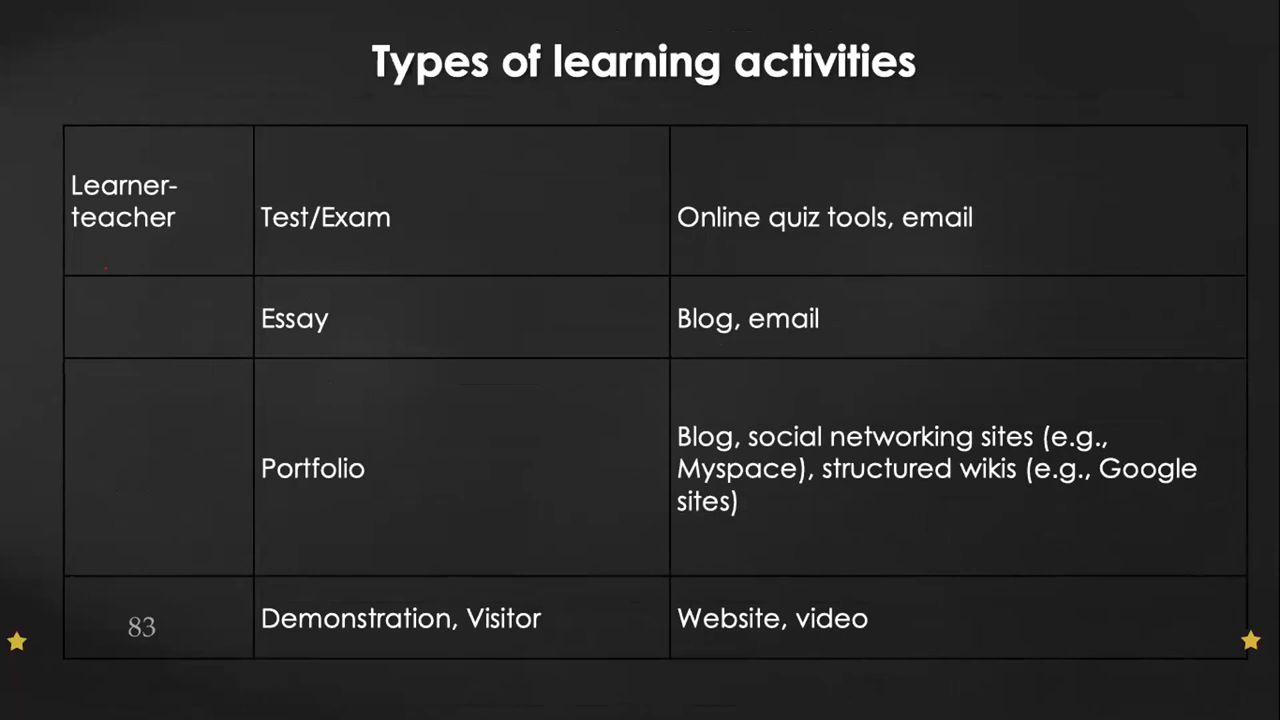 Types of learning activities
Learner-
teacher
Test/Exam
Online quiz tools, email
Essay
Blog, email
Portfolio
Blog, social networking sites (e.g.,
Myspace), structured wikis (e.g., Google
sites)
83
Demonstration, Visitor
Website, video